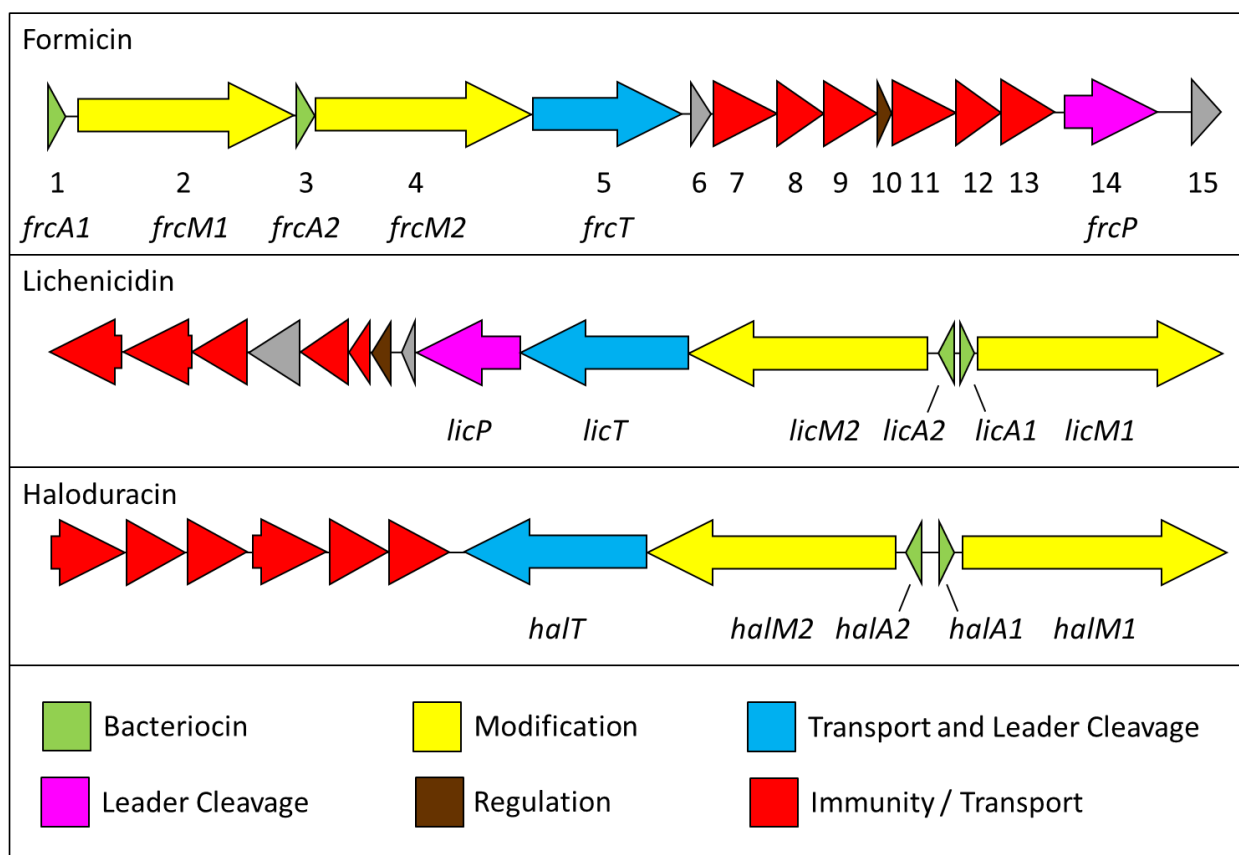 Formicin
1 2 3 4 5 6 7 8 9 10 11 12 13 14 15
frcA1 frcM1 frcA2 frcM2 frcT frcP
Lichenicidin
licP licT licM2 licA2 licA1 licM1
Haloduracin
halT halM2 halA2 halA1 halM1
Bacteriocin Modification Transport and Leader Cleavage
Leader Cleavage Regulation Immunity / Transport